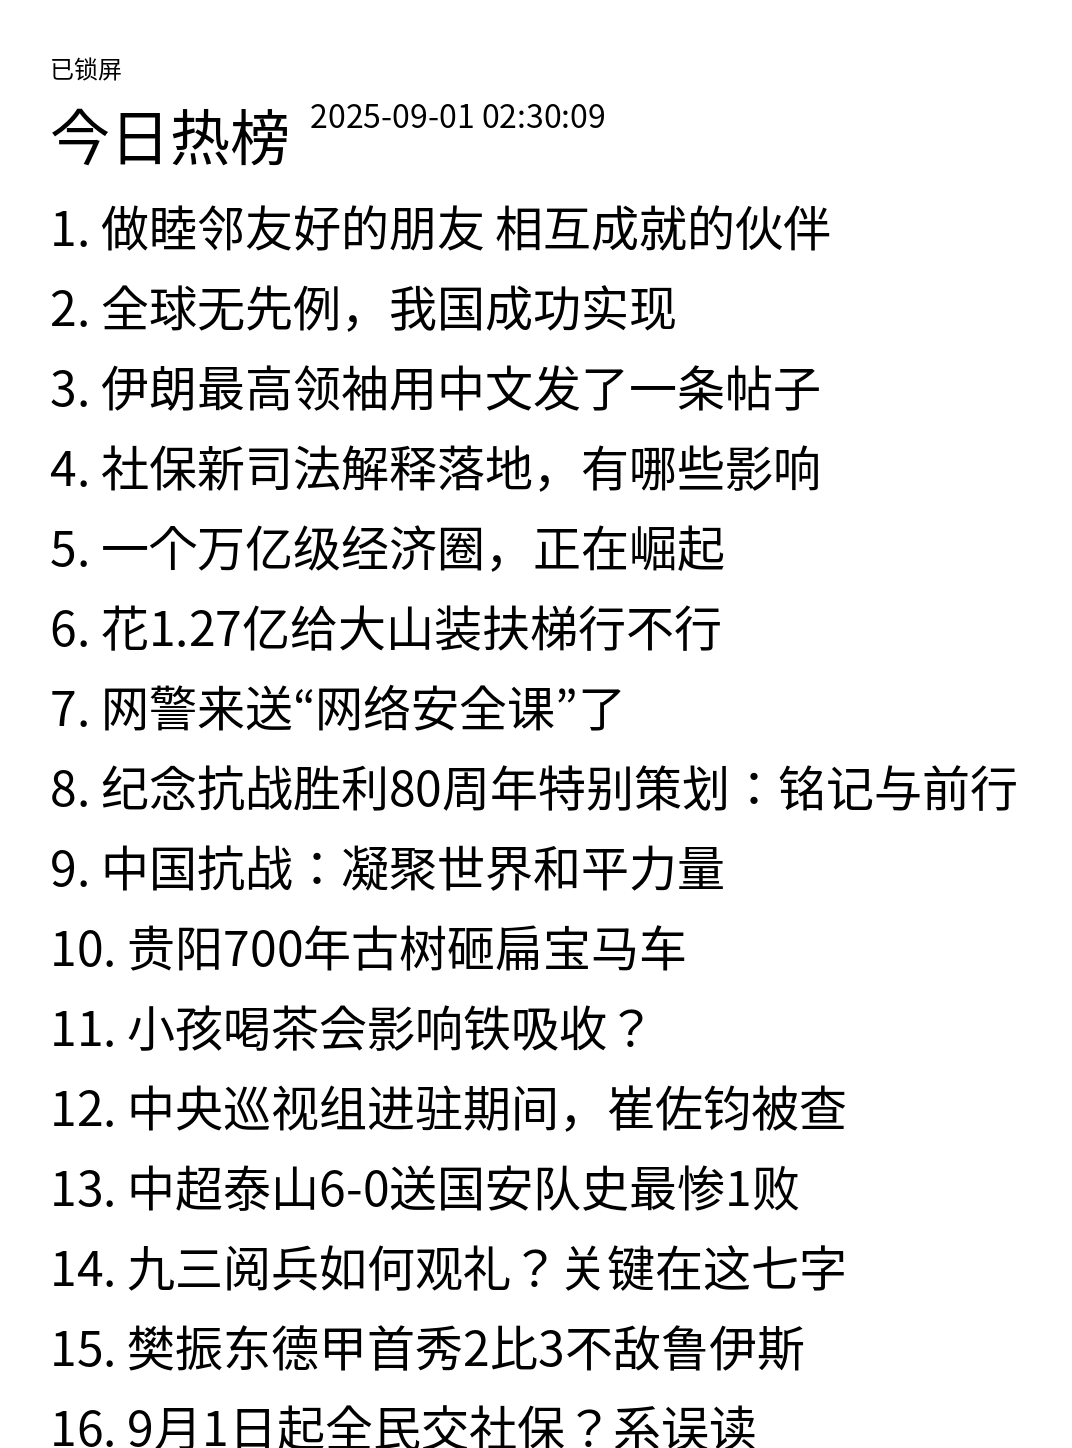 已锁屏
今日热榜 2025-09-01 02:30:09
1. 做睦邻友好的朋友 相互成就的伙伴
2. 全球无先例，我国成功实现
3. 伊朗最高领袖用中文发了一条帖子
4. 社保新司法解释落地，有哪些影响
5. 一个万亿级经济圈，正在崛起
6. 花1.27亿给大山装扶梯行不行
7. 网警来送“网络安全课”了
8. 纪念抗战胜利80周年特别策划：铭记与前行
9. 中国抗战：凝聚世界和平力量
10. 贵阳700年古树砸扁宝马车
11. 小孩喝茶会影响铁吸收？
12. 中央巡视组进驻期间，崔佐钧被查
13. 中超泰山6-0送国安队史最惨1败
14. 九三阅兵如何观礼？关键在这七字
15. 樊振东德甲首秀2比3不敌鲁伊斯
16. 9月1日起全民交社保？系误读